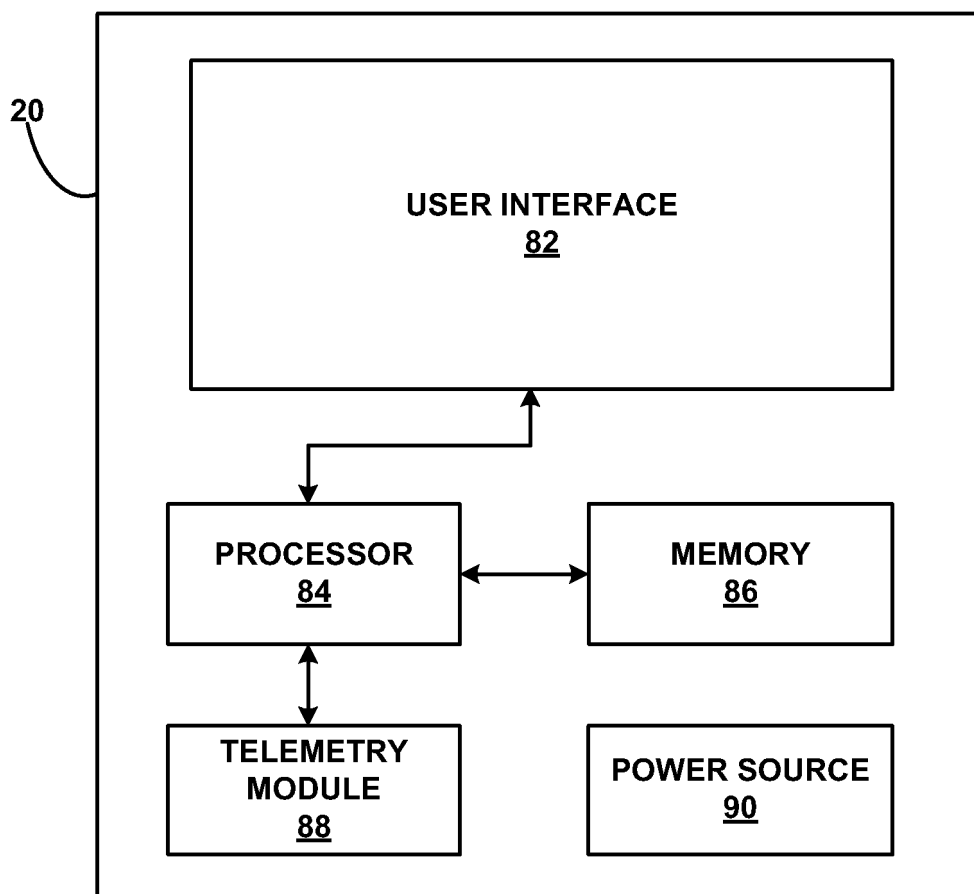 20
USER INTERFACE
82
PROCESSOR
84
MEMORY
86
TELEMETRY
MODULE
88
POWER SOURCE
90